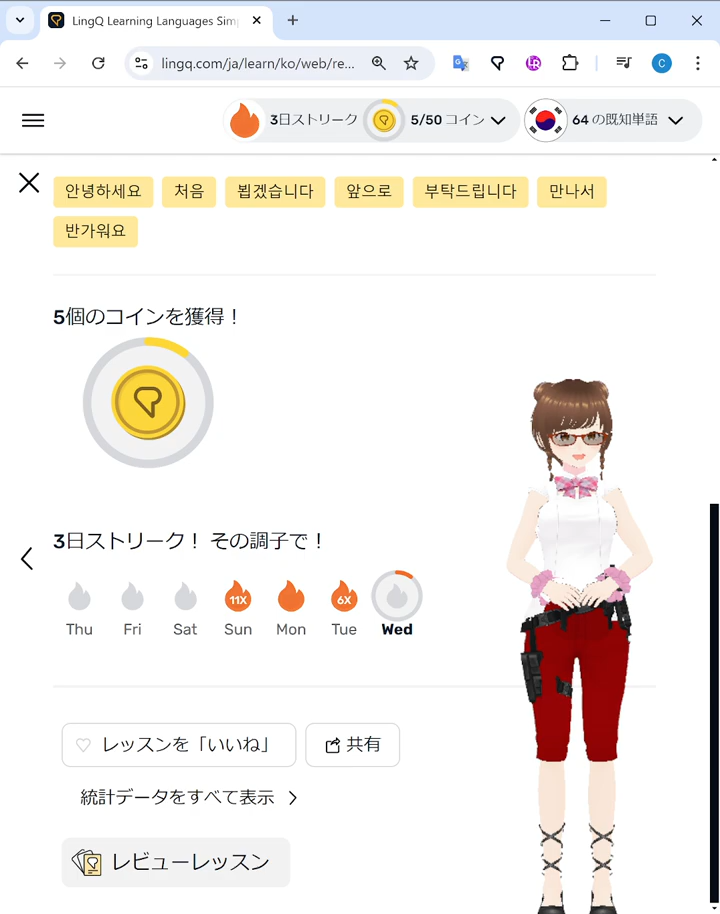 LingQ Learning Languages Sim
lingq.com/ja/learn/ko/web/re...
C
3日ストリーク 5/50 コイン 64 の既知単語
안녕하세요 처음 뵙겠습니다 앞으로 부탁드립니다 만나서
반가워요
5個のコインを獲得！
3日ストリーク！ その調子で！
11X 6X
Thu Fri Sat Sun Mon Tue Wed
レッスンを「いいね」 共有
統計データをすべて表示
レビューレッスン